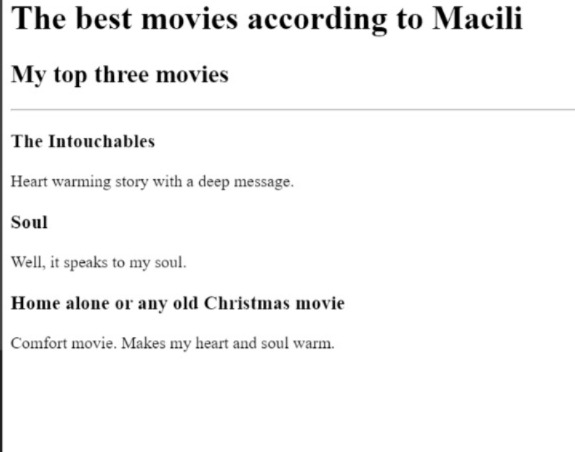 The best movies according to Macili
My top three movies
The Intouchables
Heart warming story with a deep message.
Soul
Well, it speaks to my soul.
Home alone or any old Christmas movie
Comfort movie. Makes my heart and soul warm.